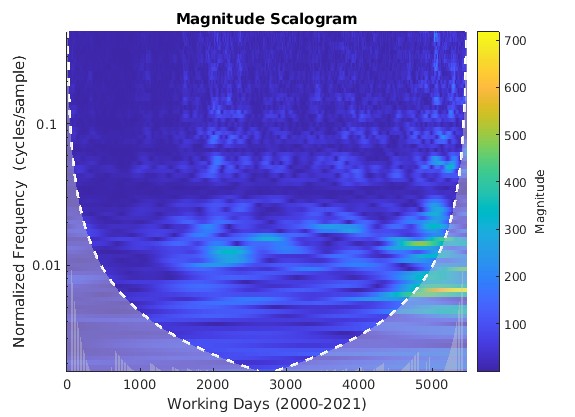 Magnitude Scalogram
Normalized Frequency (cycles/sample)
0.1
0.01
0 1000 2000 3000 4000 5000
Working Days (2000-2021)
700
600
500
400
300
200
100
Magnitude